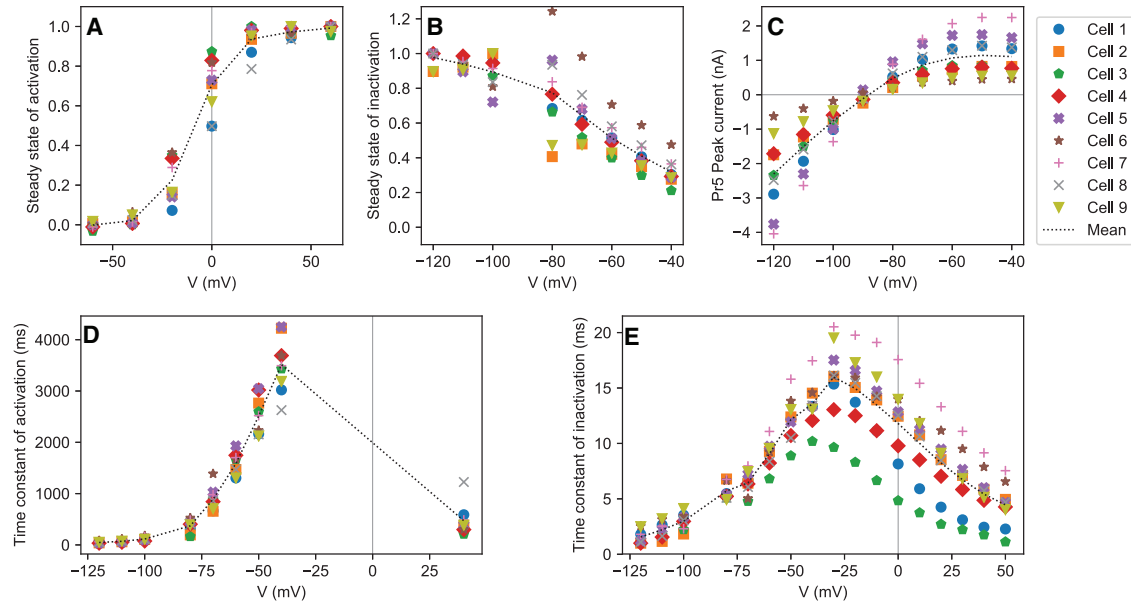 A
Steady state of activation
1.0
0.8
0.6
0.4
0.2
0.0
−50 0 50
V (mV)
B
Steady state of inactivation
1.2
1.0
0.8
0.6
0.4
0.2
0.0
−120 −100 −80 −60 −40
V (mV)
C
Pr5 Peak current (nA)
2
1
0
−1
−2
−3
−4
−120 −110 −100 −90 −80 −70 −60 −50 −40
V (mV)
Cell 1
Cell 2
Cell 3
Cell 4
Cell 5
Cell 6
Cell 7
Cell 8
Cell 9
Mean
D
Time constant of activation (ms)
4000
3000
2000
1000
0
−125 −100 −75 −50 −25 0 25
V (mV)
E
Time constant of inactivation (ms)
20
15
10
5
0
−125 −100 −75 −50 −25 0 25 50
V (mV)